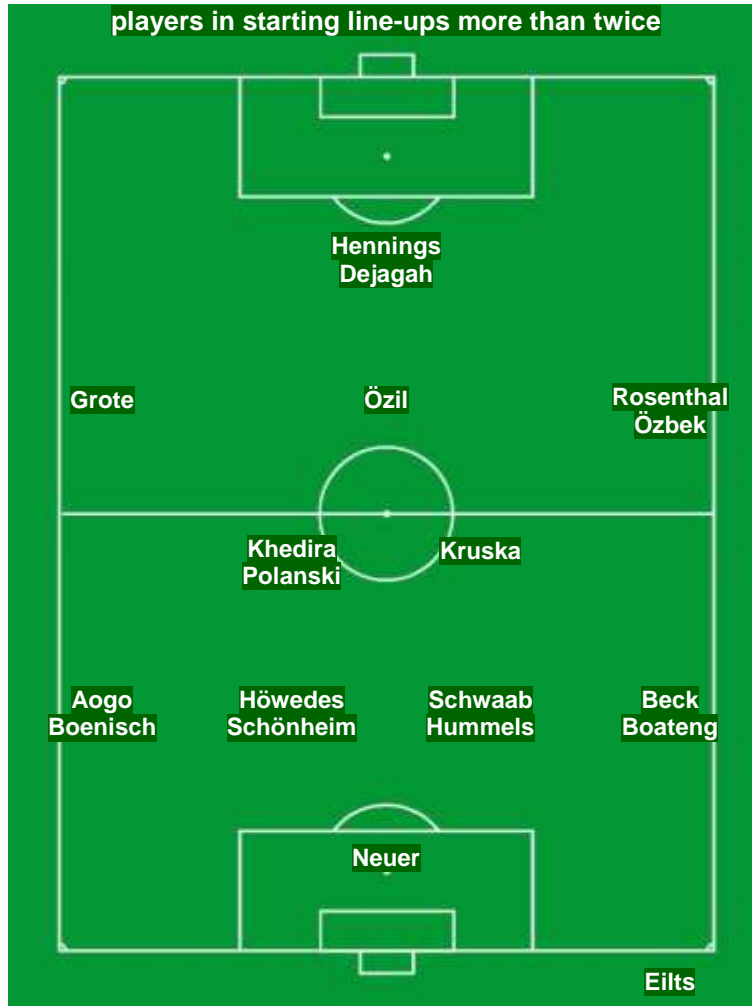 players in starting line-ups more than twice
Hennings
Dejagah
Grote
Özil
Rosenthal
Özbek
Khedira
Polanski
Kruska
Aogo
Boenisch
Höwedes
Schönheim
Schwaab
Hummels
Beck
Boateng
Neuer
Eilts